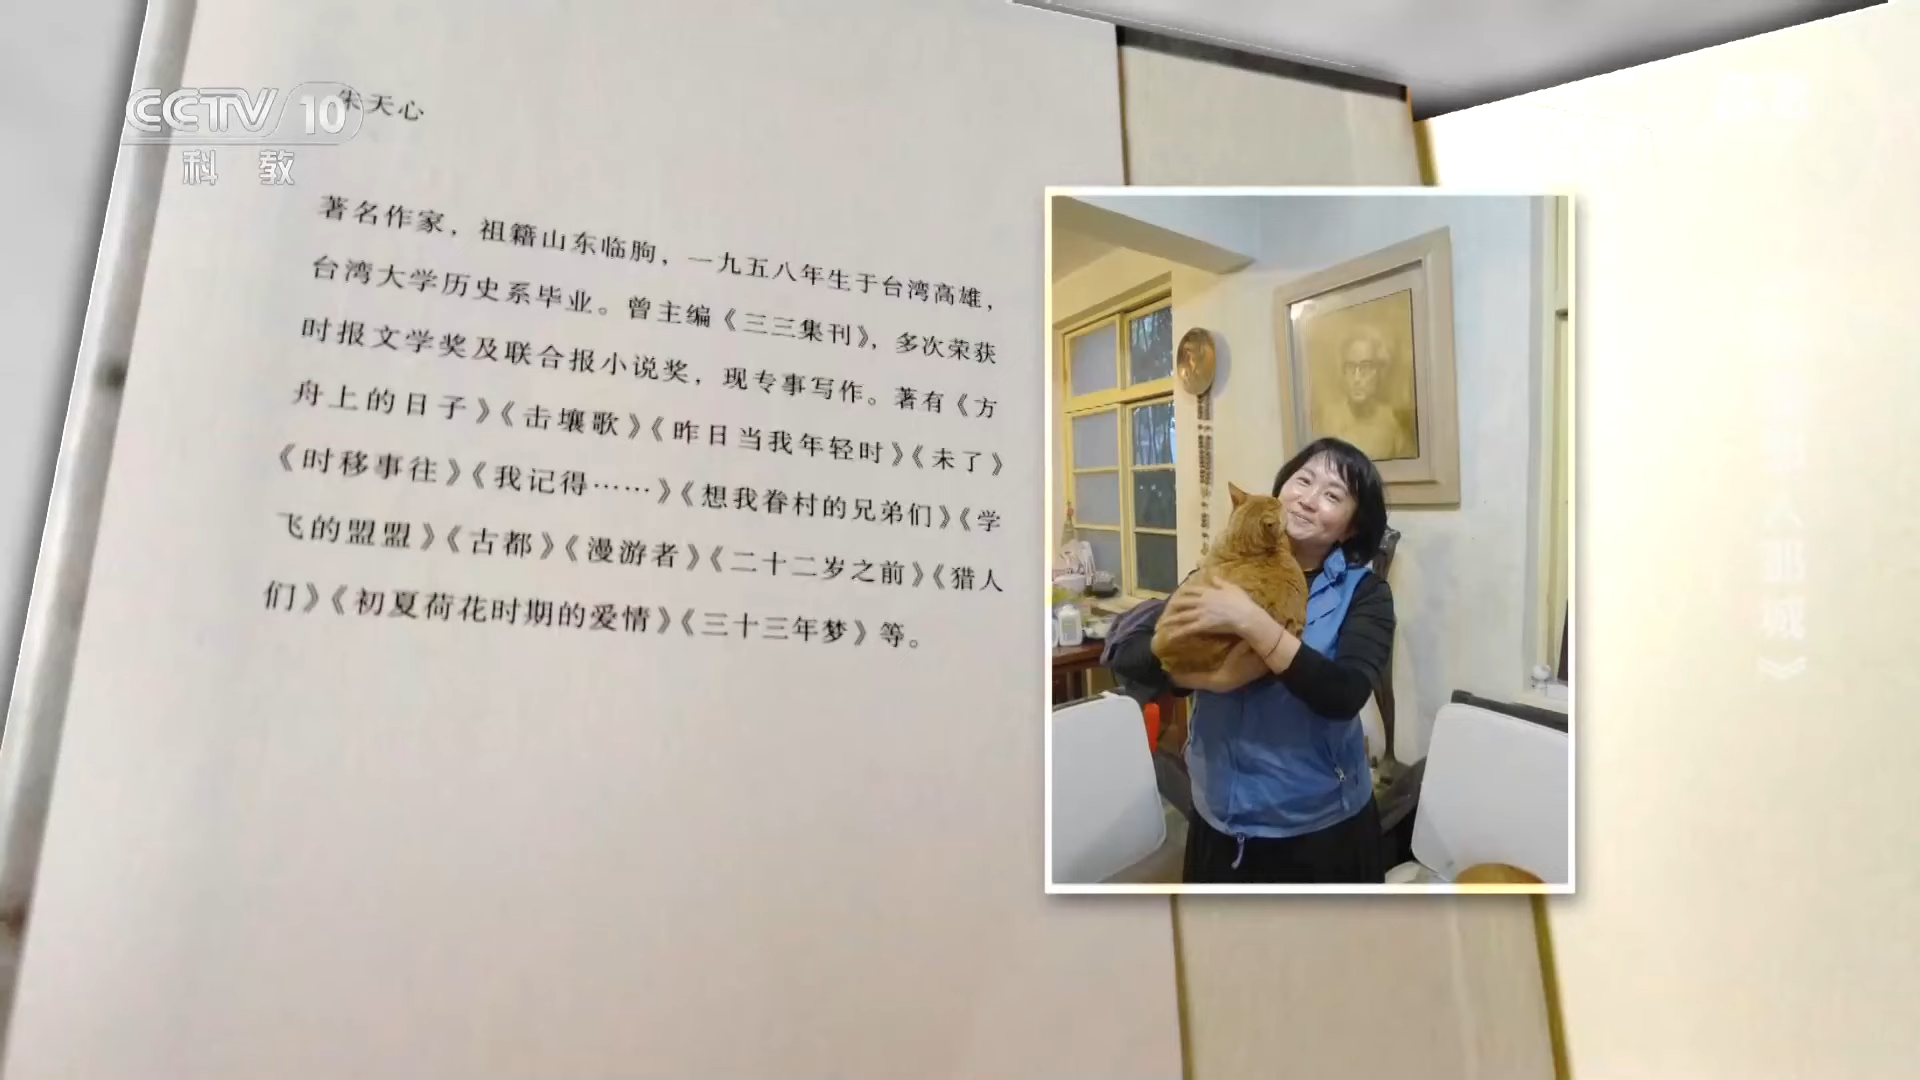 CCTV 10
科 教
朱天心
著名作家，祖籍山东临朐，一九五八年生于台湾高雄，
台湾大学历史系毕业。曾主编《三三集刊》，多次荣获
时报文学奖及联合报小说奖，现专事写作。著有《方
舟上的日子》《击壤歌》《昨日当我年轻时》《未了》
《时移事往》《我记得……》《想我眷村的兄弟们》《学
飞的盟盟》《古都》《漫游者》《二十二岁之前》《猎人
们》《初夏荷花时期的爱情》《三十三年梦》等。
那城》